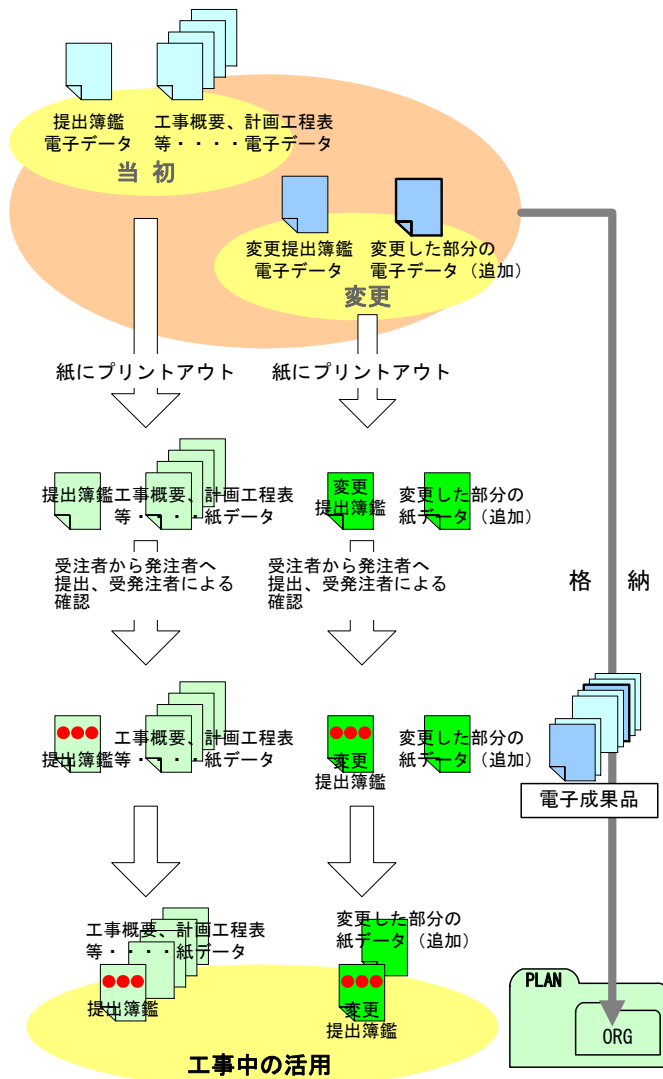 提出簿鑑
電子データ
工事概要、計画工程表
等・・・・電子データ
当 初
変更提出簿鑑
電子データ
変更した部分の
電子データ（追加）
変更
紙にプリントアウト
紙にプリントアウト
提出簿鑑
工事概要、計画工程表
等・・・・紙データ
変更
提出簿鑑
変更した部分の
紙データ（追加）
受注者から発注者へ
提出、受発注者による
確認
受注者から発注者へ
提出、受発注者による
確認
格 納
提出簿鑑
工事概要、計画工程表
等・・・・紙データ
変更
提出簿鑑
変更した部分の
紙データ（追加）
電子成果品
工事概要、計画工程表
等・・・・紙データ
提出簿鑑
変更した部分の
紙データ（追加）
変更
提出簿鑑
工事中の活用
PLAN
ORG